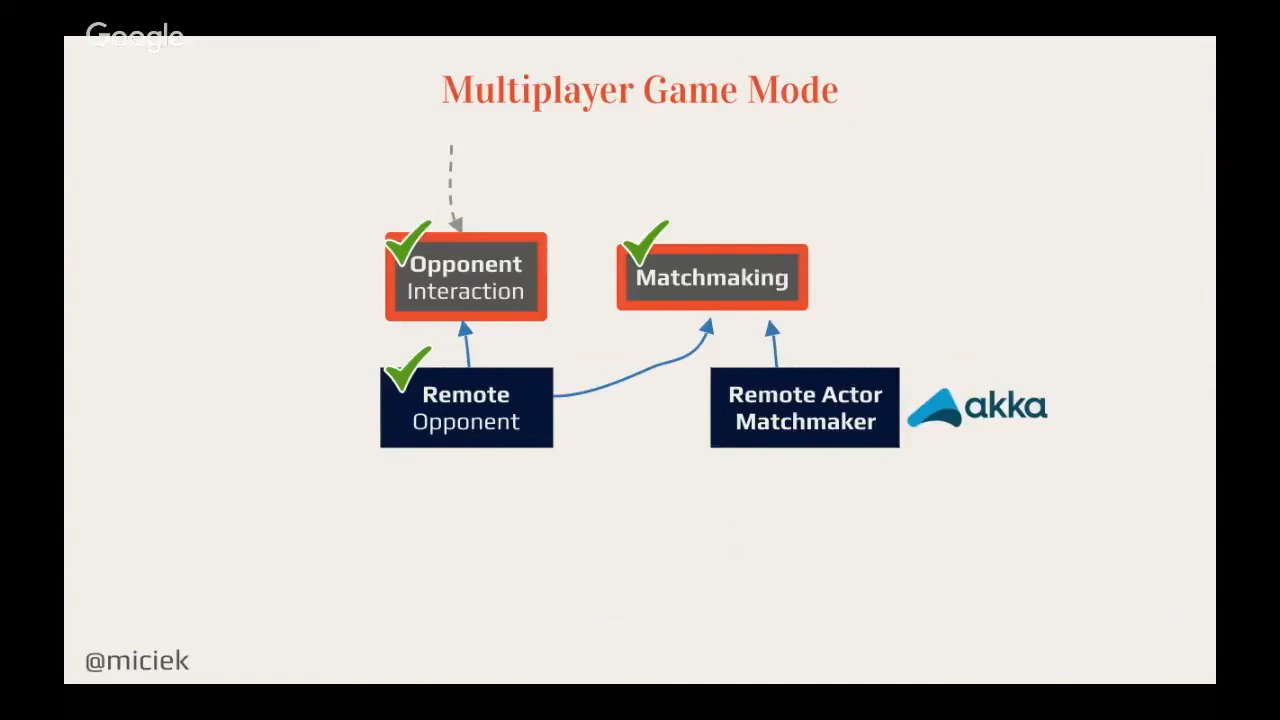 Google
Multiplayer Game Mode
Opponent
Interaction
Matchmaking
Remote
Opponent
Remote Actor
Matchmaker
akka
@miciek